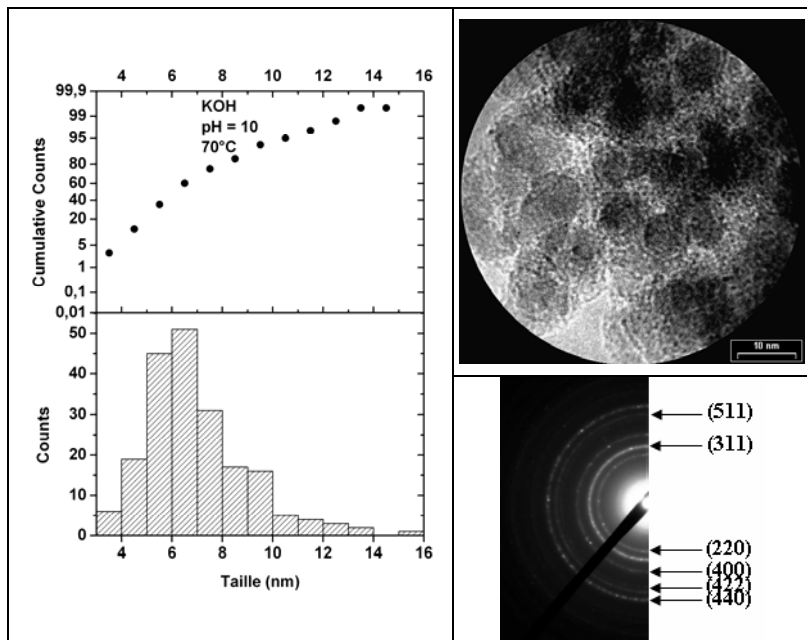 4 6 8 10 12 14 16
99,9
99
95
80
60
40
20
5
1
0,1
0,01
Cumulative Counts
KOH
pH = 10
70°C
50
40
30
20
10
0
Counts
4 6 8 10 12 14 16
Taille (nm)
10 nm
(511)
(311)
(220)
(400)
(422)
(440)